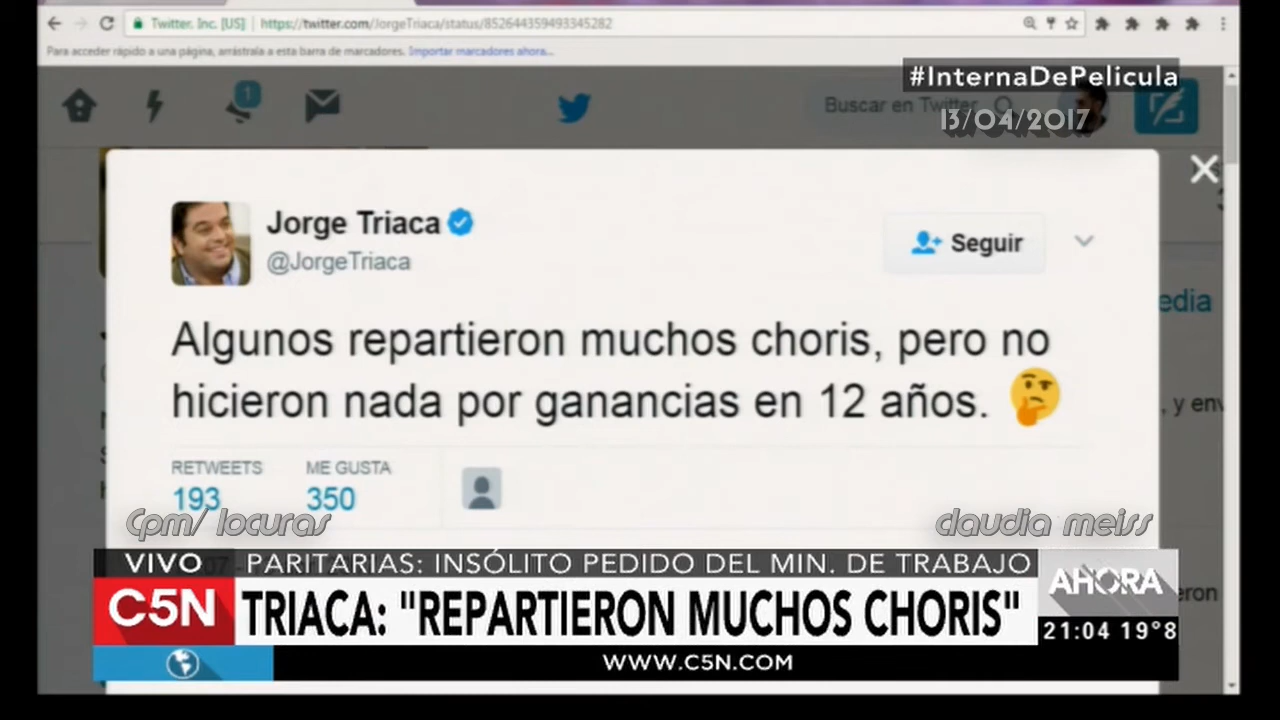 Twitter, Inc. [US] | https://twitter.com/JorgeTriaca/status/852644359493345282
Para acceder rápido a una página, arrástrala a esta barra de marcadores. Importar marcadores ahora...
#InternaDePelicula
1
Buscar en Twitter
13/04/2017
Jorge Triaca
@JorgeTriaca
Seguir
edia
Algunos repartieron muchos choris, pero no
hicieron nada por ganancias en 12 años. 🤔
, y env
RETWEETS ME GUSTA
193 350
Cpm/ locuras
claudia meiss
VIVO PARITARIAS: INSÓLITO PEDIDO DEL MIN. DE TRABAJO
C5N TRIACA: "REPARTIERON MUCHOS CHORIS"
AHORA
eron
21:04 19°8
WWW.C5N.COM